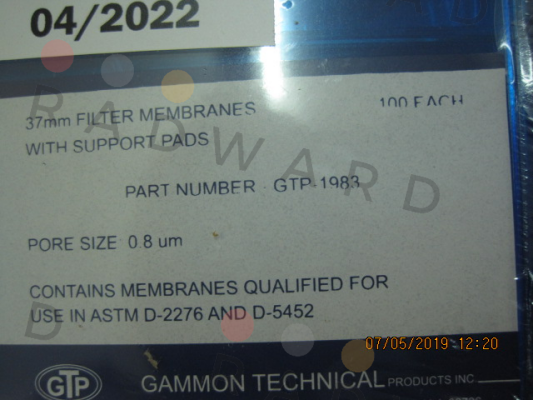 04/2022
37mm FILTER MEMBRANES 100 EACH
WITH SUPPORT PADS
PART NUMBER : GTP-1983
PORE SIZE 0.8 um
CONTAINS MEMBRANES QUALIFIED FOR
USE IN ASTM D-2276 AND D-5452
RADWARD
07/05/2019 12:20
GTP
GAMMON TECHNICAL PRODUCTS INC